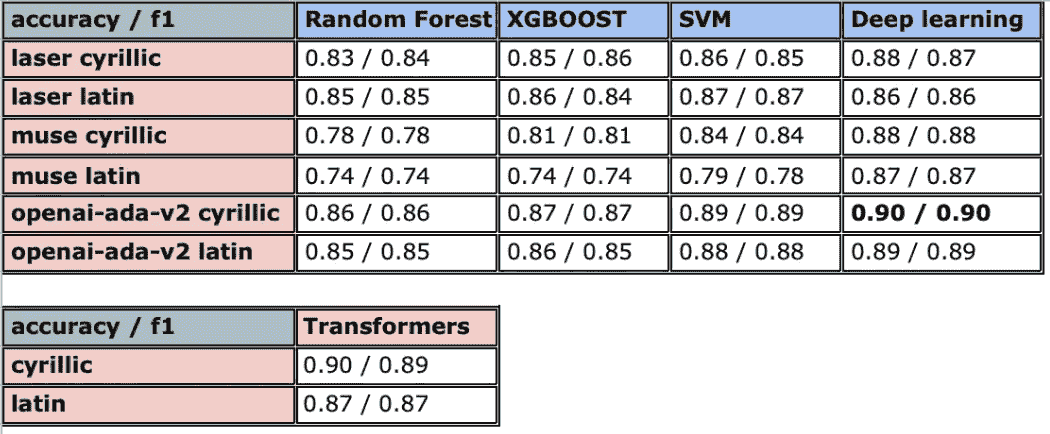 accuracy / f1 Random Forest XGBOOST SVM Deep learning
laser cyrillic 0.83 / 0.84 0.85 / 0.86 0.86 / 0.85 0.88 / 0.87
laser latin 0.85 / 0.85 0.86 / 0.84 0.87 / 0.87 0.86 / 0.86
muse cyrillic 0.78 / 0.78 0.81 / 0.81 0.84 / 0.84 0.88 / 0.88
muse latin 0.74 / 0.74 0.74 / 0.74 0.79 / 0.78 0.87 / 0.87
openai-ada-v2 cyrillic 0.86 / 0.86 0.87 / 0.87 0.89 / 0.89 0.90 / 0.90
openai-ada-v2 latin 0.85 / 0.85 0.86 / 0.85 0.88 / 0.88 0.89 / 0.89
accuracy / f1 Transformers
cyrillic 0.90 / 0.89
latin 0.87 / 0.87